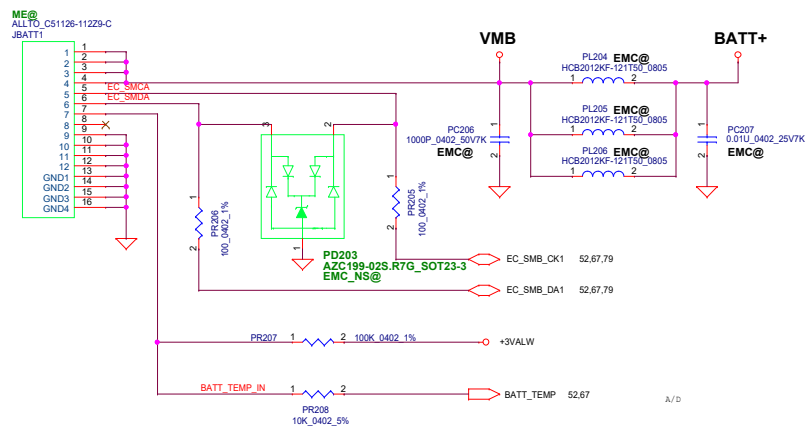 ME@
ALLTO_C51126-112Z9-C
JBATT1
VMB
BATT+
PL204 EMC@
HCB2012KF-121T50_0805
1 2
PL205 EMC@
HCB2012KF-121T50_0805
1 2
PL206 EMC@
HCB2012KF-121T50_0805
1 2
1 1
2 2
3 3
4 4
5 5 EC_SMCA
6 6 EC_SMDA
7 7
8 8
9 9
10 10
11 11
12 12
GND1 13
GND2 14
GND3 15
GND4 16
1
PC206
1000P_0402_50V7K
EMC@
2
1
PC207
0.01U_0402_25V7K
EMC@
2
3 2
1
PR206
100_0402_1%
1 2
PR205
100_0402_1%
1 2
PD203
AZC199-02S.R7G_SOT23-3
EMC_NS@
EC_SMB_CK1 52,67,79
EC_SMB_DA1 52,67,79
PR207 1 2 100K_0402_1% +3VALW
BATT_TEMP_IN 1 2 BATT_TEMP 52,67
PR208
10K_0402_5%
A/D